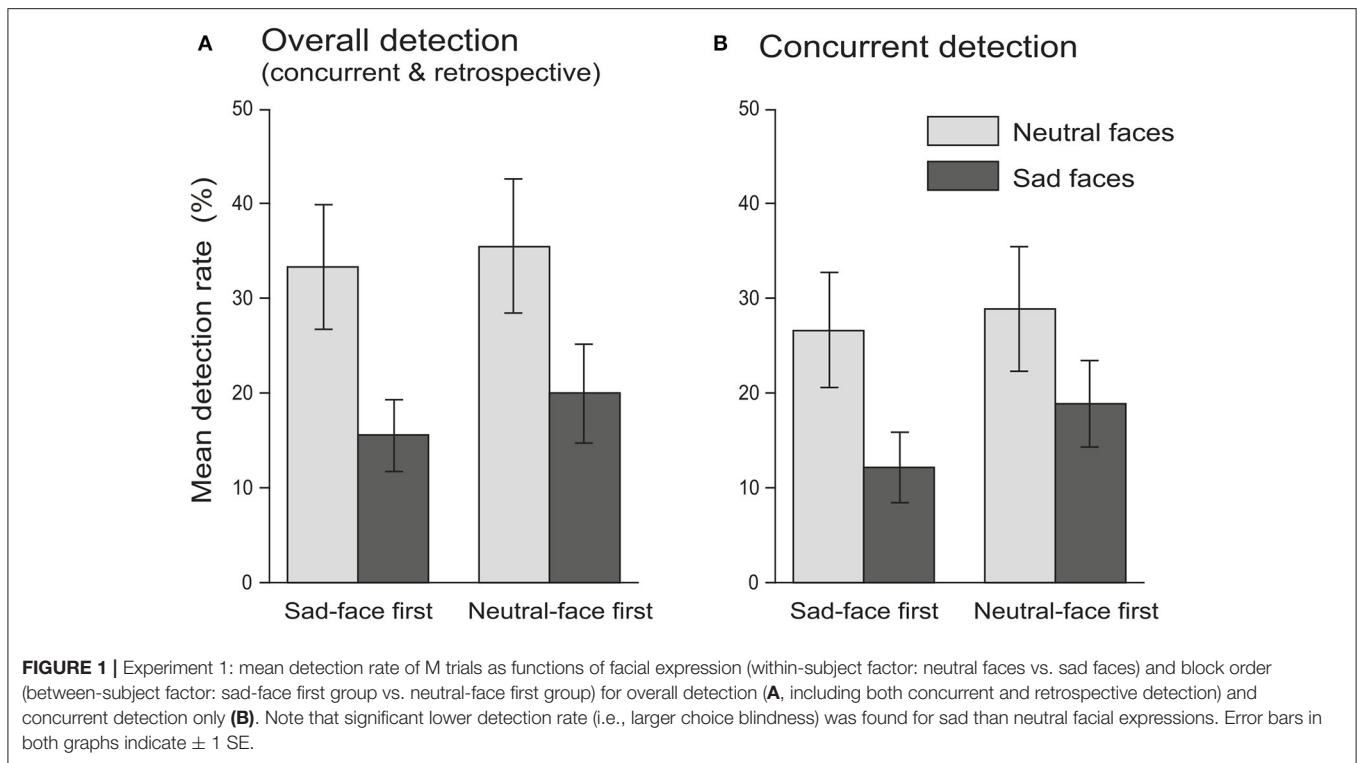 A Overall detection
(concurrent & retrospective)
Mean detection rate (%)
50
40
30
20
10
0
Sad-face first Neutral-face first
B Concurrent detection
50
40
30
20
10
0
Neutral faces
Sad faces
Sad-face first Neutral-face first
FIGURE 1 | Experiment 1: mean detection rate of M trials as functions of facial expression (within-subject factor: neutral faces vs. sad faces) and block order
(between-subject factor: sad-face first group vs. neutral-face first group) for overall detection (A, including both concurrent and retrospective detection) and
concurrent detection only (B). Note that significant lower detection rate (i.e., larger choice blindness) was found for sad than neutral facial expressions. Error bars in
both graphs indicate ± 1 SE.